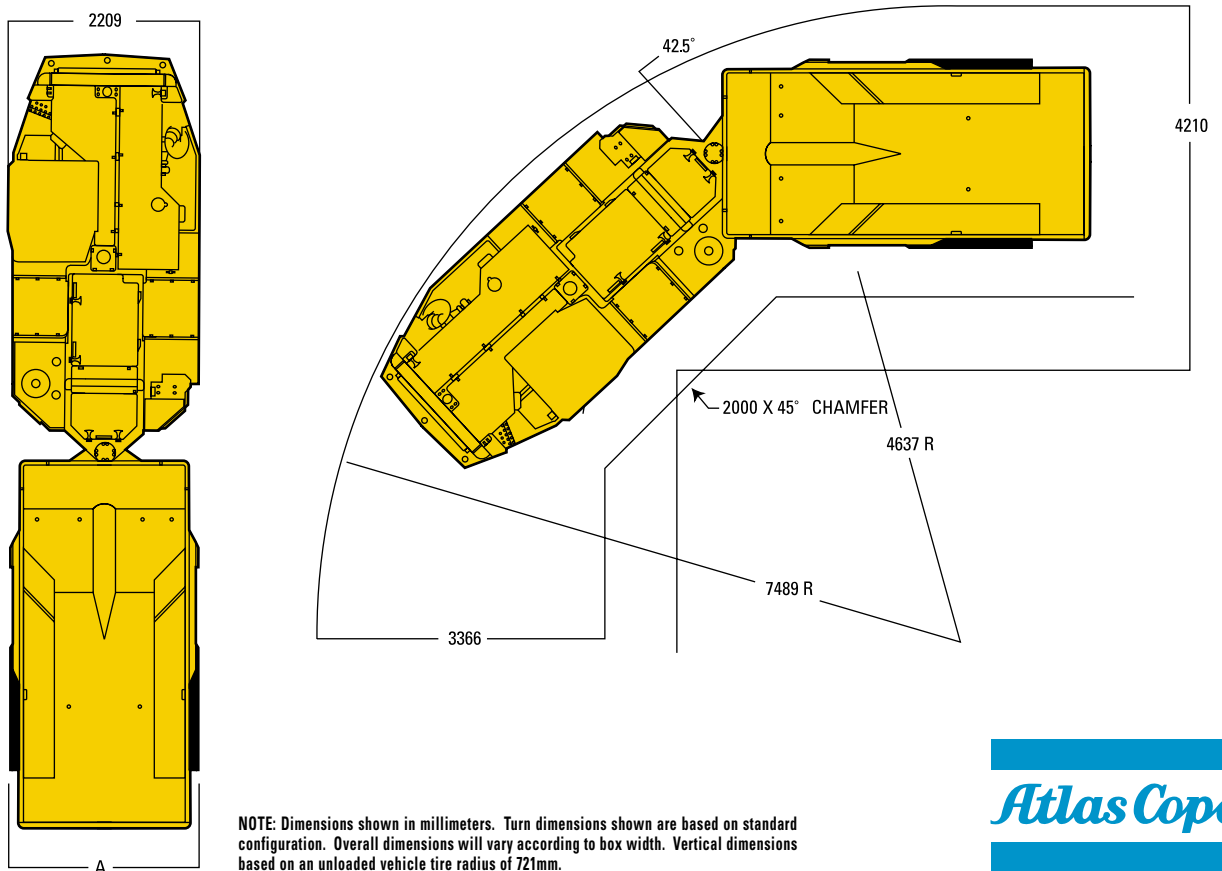 2209
42.5°
4210
2000 X 45° CHAMFER
4637 R
7489 R
3366
NOTE: Dimensions shown in millimeters. Turn dimensions shown are based on standard
configuration. Overall dimensions will vary according to box width. Vertical dimensions
based on an unloaded vehicle tire radius of 721mm.
A
Atlas